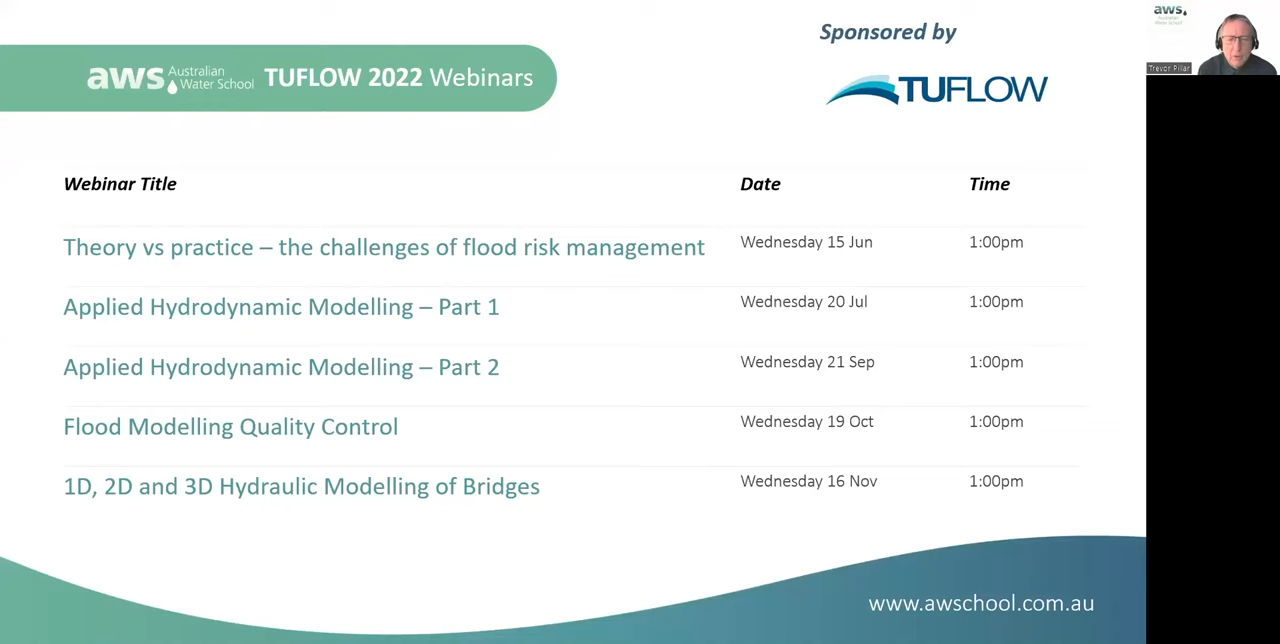 Sponsored by
aws Australian Water School TUFLOW 2022 Webinars
TUFLOW
aws
Australian
Water School
Trevor Pillar
Webinar Title Date Time
Theory vs practice – the challenges of flood risk management Wednesday 15 Jun 1:00pm
Applied Hydrodynamic Modelling – Part 1 Wednesday 20 Jul 1:00pm
Applied Hydrodynamic Modelling – Part 2 Wednesday 21 Sep 1:00pm
Flood Modelling Quality Control Wednesday 19 Oct 1:00pm
1D, 2D and 3D Hydraulic Modelling of Bridges Wednesday 16 Nov 1:00pm
www.awschool.com.au